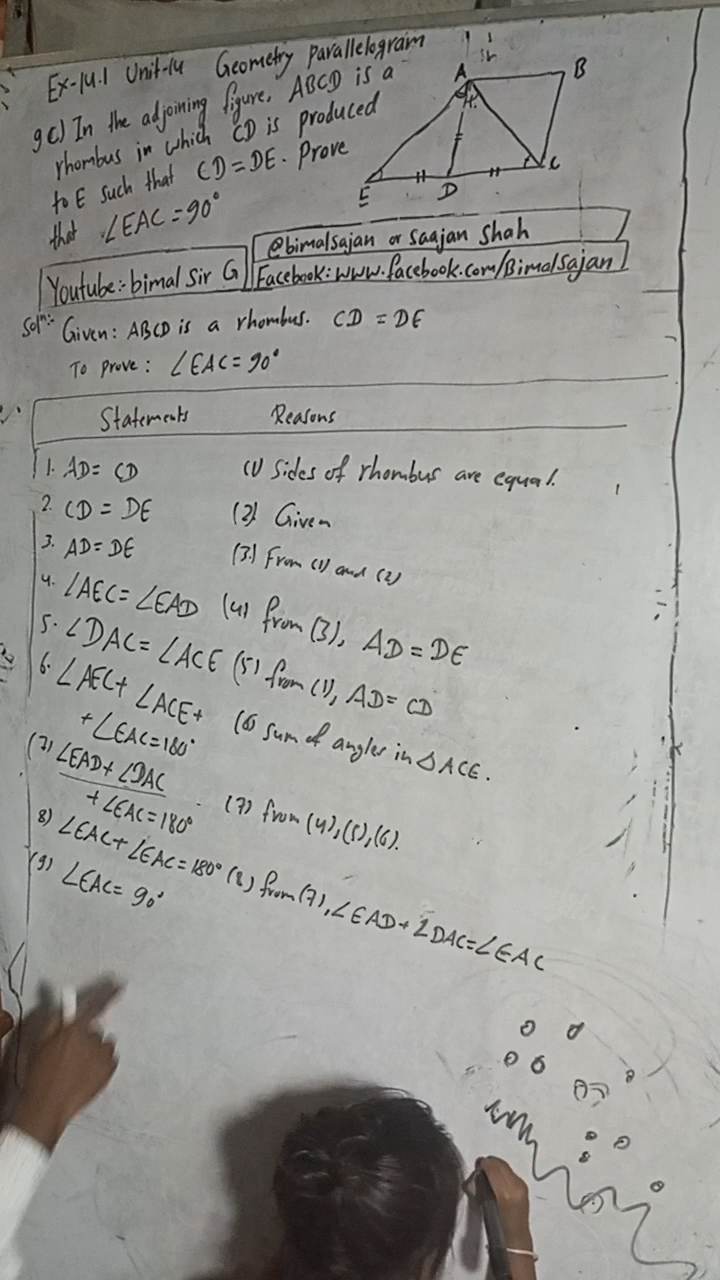 Ex-14.1 Unit-14 Geometry parallelogram
9 c) In the adjoining figure, ABCD is a
rhombus in which CD is produced
to E such that CD = DE. Prove
that ∠EAC = 90°
A
B
E
D
C
Youtube:- bimal Sir G
@bimalsajan or Saajan Shah
Facebook: www.facebook.com/BimalSajan
Solⁿ:- Given: ABCD is a rhombus. CD = DE
To prove: ∠EAC = 90°
Statements Reasons
1. AD = CD (1) Sides of rhombus are equal.
2. CD = DE (2) Given
3. AD = DE (3) From (1) and (2)
4. ∠AEC = ∠EAD (4) from (3), AD = DE
5. ∠DAC = ∠ACE (5) from (1), AD = CD
6. ∠AEC + ∠ACE + (6) Sum of angles in △ACE.
+ ∠EAC = 180°
(7) ∠EAD + ∠DAC (7) from (4), (5), (6).
+ ∠EAC = 180°
8) ∠EAC + ∠EAC = 180° (8) from (7), ∠EAD + ∠DAC = ∠EAC
(9) ∠EAC = 90°